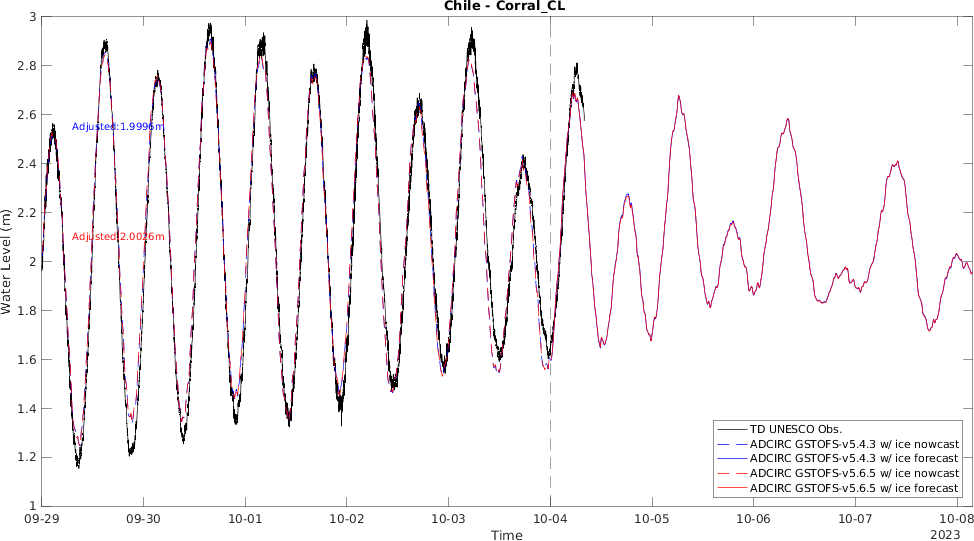 Chile - Corral_CL
3
2.8
2.6
2.4
2.2
2
1.8
1.6
1.4
1.2
1
Water Level (m)
Adjusted:1.9996m
Adjusted:2.0026m
TD UNESCO Obs.
ADCIRC GSTOFS-v5.4.3 w/ ice nowcast
ADCIRC GSTOFS-v5.4.3 w/ ice forecast
ADCIRC GSTOFS-v5.6.5 w/ ice nowcast
ADCIRC GSTOFS-v5.6.5 w/ ice forecast
09-29 09-30 10-01 10-02 10-03 10-04 10-05 10-06 10-07 10-08
Time
2023